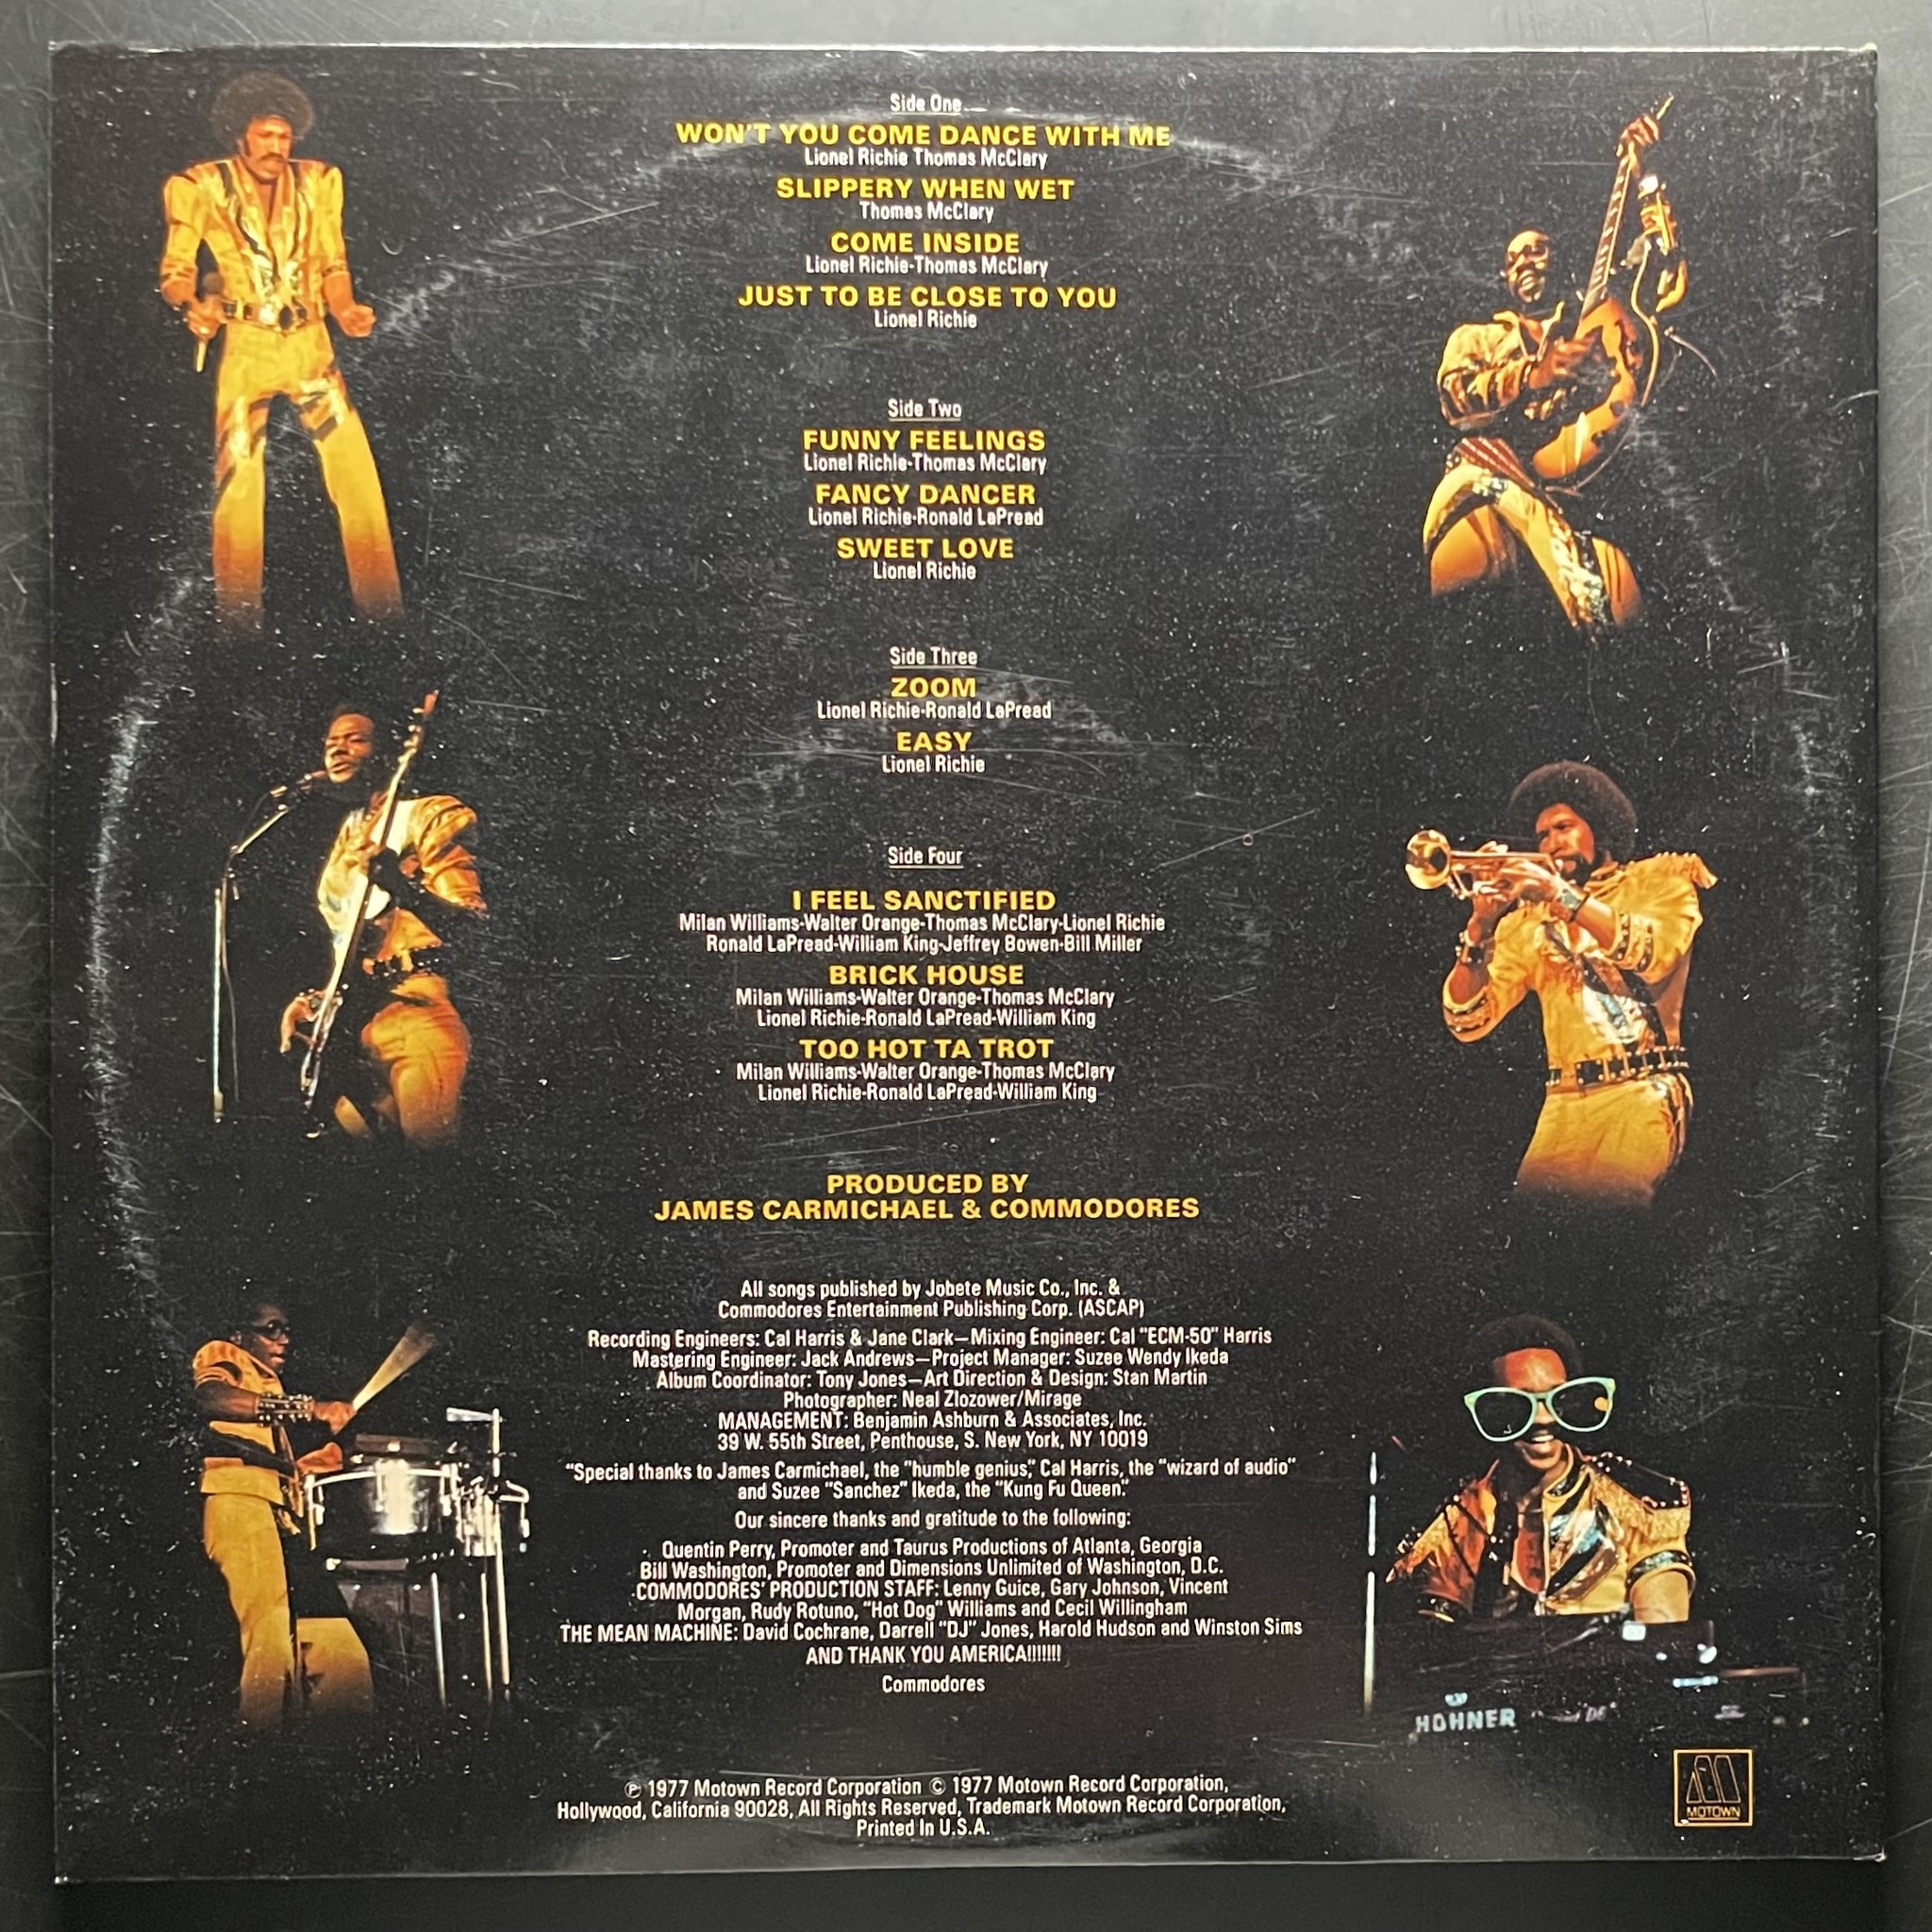 Side One
WON'T YOU COME DANCE WITH ME
Lionel Richie Thomas McClary
SLIPPERY WHEN WET
Thomas McClary
COME INSIDE
Lionel Richie-Thomas McClary
JUST TO BE CLOSE TO YOU
Lionel Richie
Side Two
FUNNY FEELINGS
Lionel Richie-Thomas McClary
FANCY DANCER
Lionel Richie-Ronald LaPread
SWEET LOVE
Lionel Richie
Side Three
ZOOM
Lionel Richie-Ronald LaPread
EASY
Lionel Richie
Side Four
I FEEL SANCTIFIED
Milan Williams-Walter Orange-Thomas McClary-Lionel Richie
Ronald LaPread-William King-Jeffrey Bowen-Bill Miller
BRICK HOUSE
Milan Williams-Walter Orange-Thomas McClary
Lionel Richie-Ronald LaPread-William King
TOO HOT TA TROT
Milan Williams-Walter Orange-Thomas McClary
Lionel Richie-Ronald LaPread-William King
PRODUCED BY
JAMES CARMICHAEL & COMMODORES
All songs published by Jobete Music Co., Inc. &
Commodores Entertainment Publishing Corp. (ASCAP)
Recording Engineers: Cal Harris & Jane Clark—Mixing Engineer: Cal "ECM-50" Harris
Mastering Engineer: Jack Andrews—Project Manager: Suzee Wendy Ikeda
Album Coordinator: Tony Jones—Art Direction & Design: Stan Martin
Photographer: Neal Zlozower/Mirage
MANAGEMENT: Benjamin Ashburn & Associates, Inc.
39 W. 55th Street, Penthouse, S. New York, NY 10019
"Special thanks to James Carmichael, the "humble genius," Cal Harris, the "wizard of audio"
and Suzee "Sanchez" Ikeda, the "Kung Fu Queen."
Our sincere thanks and gratitude to the following:
Quentin Perry, Promoter and Taurus Productions of Atlanta, Georgia
Bill Washington, Promoter and Dimensions Unlimited of Washington, D.C.
COMMODORES' PRODUCTION STAFF: Lenny Guice, Gary Johnson, Vincent
Morgan, Rudy Rotuno, "Hot Dog" Williams and Cecil Willingham
THE MEAN MACHINE: David Cochrane, Darrell "DJ" Jones, Harold Hudson and Winston Sims
AND THANK YOU AMERICA!!!!!!!
Commodores
HOHNER
℗ 1977 Motown Record Corporation © 1977 Motown Record Corporation,
Hollywood, California 90028, All Rights Reserved, Trademark Motown Record Corporation,
Printed In U.S.A.
MOTOWN